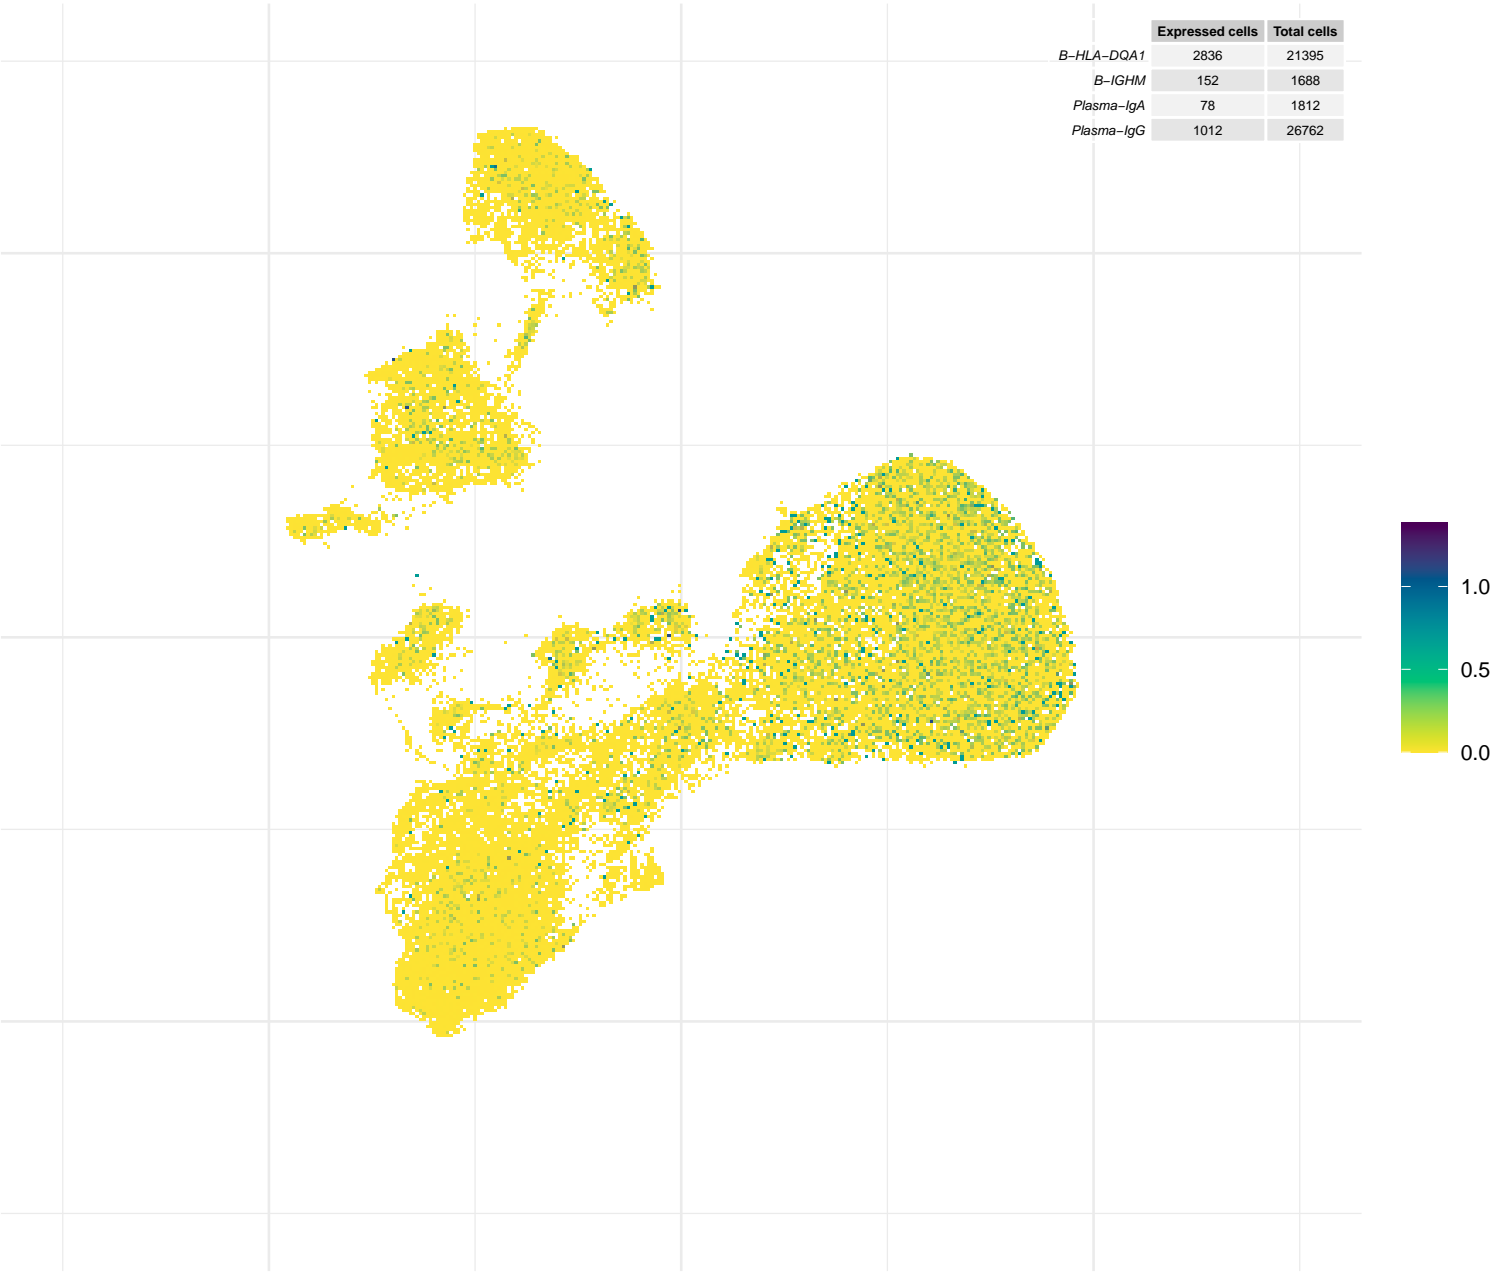 Expressed cells Total cells
B−HLA−DQA1 2836 21395
B−IGHM 152 1688
Plasma−IgA 78 1812
Plasma−IgG 1012 26762
1.0
0.5
0.0